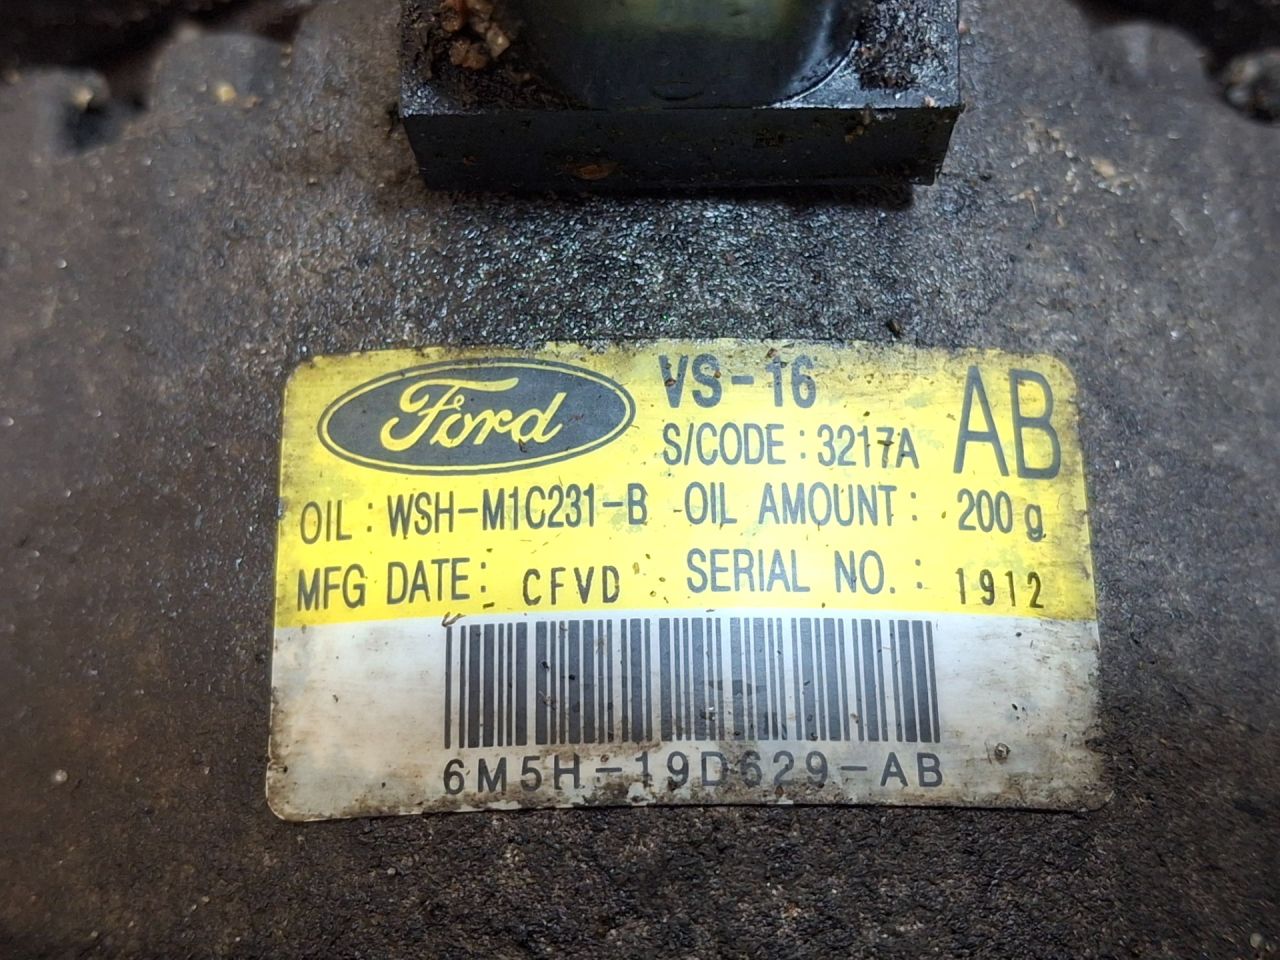 Ford VS-16 AB
S/CODE : 3217A
OIL : WSH-M1C231-B OIL AMOUNT : 200 g
MFG DATE : CFVD SERIAL NO. : 1912
6M5H-19D629-AB